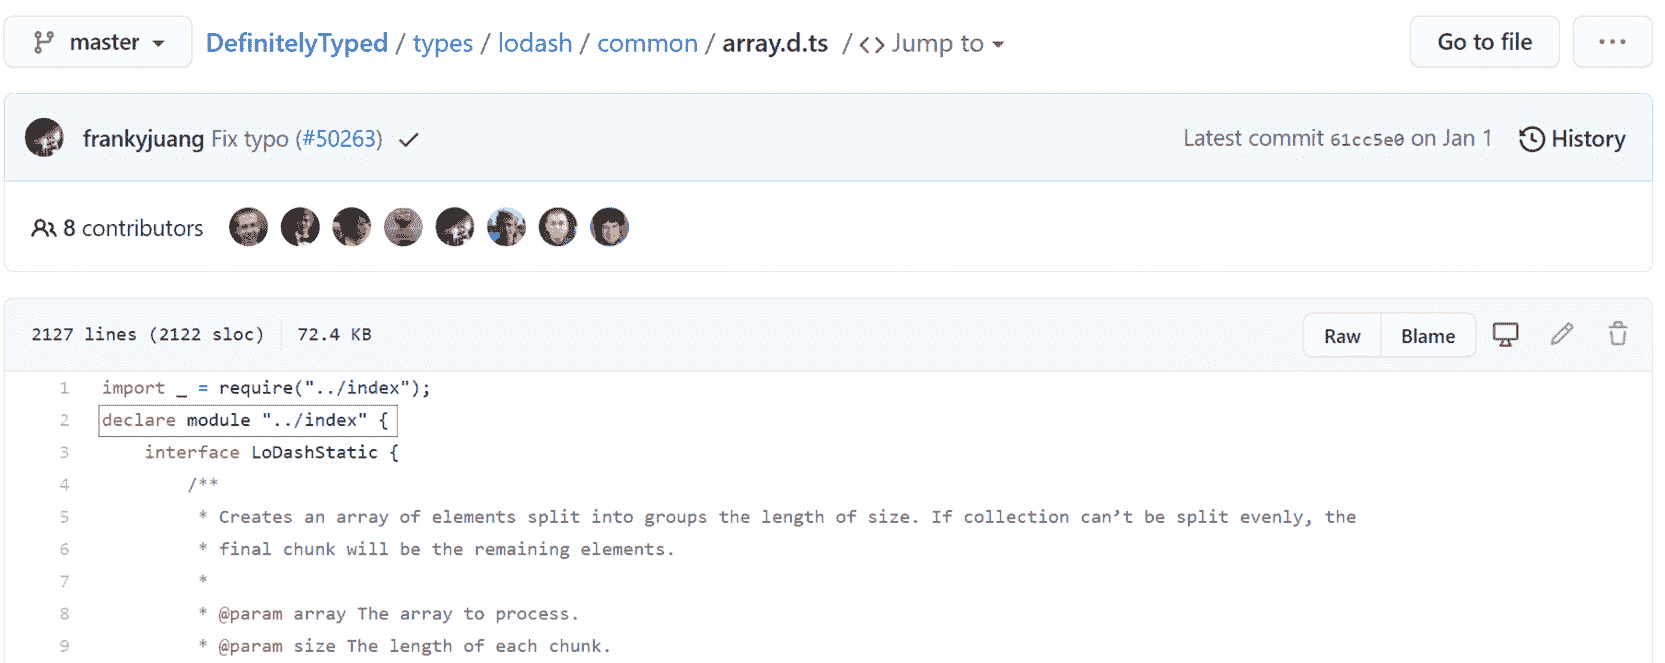 master DefinitelyTyped / types / lodash / common / array.d.ts / <> Jump to Go to file ...
frankyjuang Fix typo (#50263) Latest commit 61cc5e0 on Jan 1 History
8 contributors
2127 lines (2122 sloc) 72.4 KB Raw Blame
1 import _ = require("../index");
2 declare module "../index" {
3 interface LoDashStatic {
4 /**
5 * Creates an array of elements split into groups the length of size. If collection can’t be split evenly, the
6 * final chunk will be the remaining elements.
7 *
8 * @param array The array to process.
9 * @param size The length of each chunk.